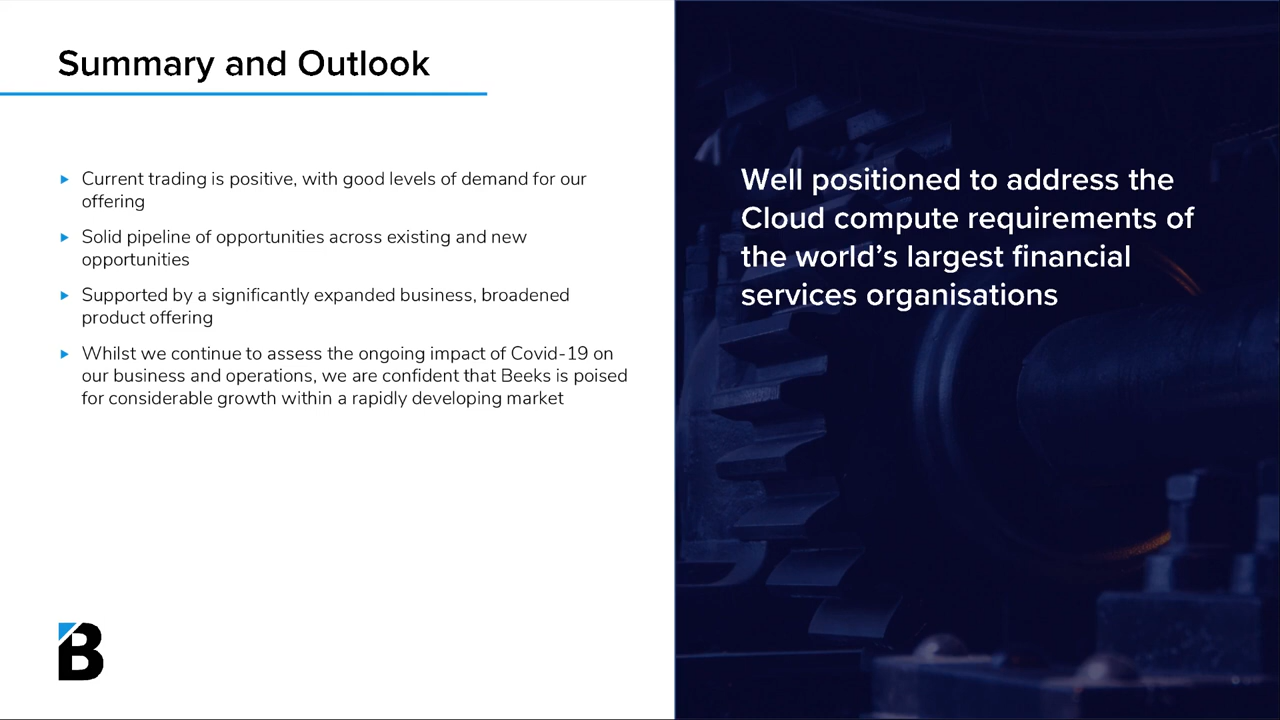 Summary and Outlook
Current trading is positive, with good levels of demand for our
offering
Solid pipeline of opportunities across existing and new
opportunities
Supported by a significantly expanded business, broadened
product offering
Whilst we continue to assess the ongoing impact of Covid-19 on
our business and operations, we are confident that Beeks is poised
for considerable growth within a rapidly developing market
B
Well positioned to address the
Cloud compute requirements of
the world's largest financial
services organisations